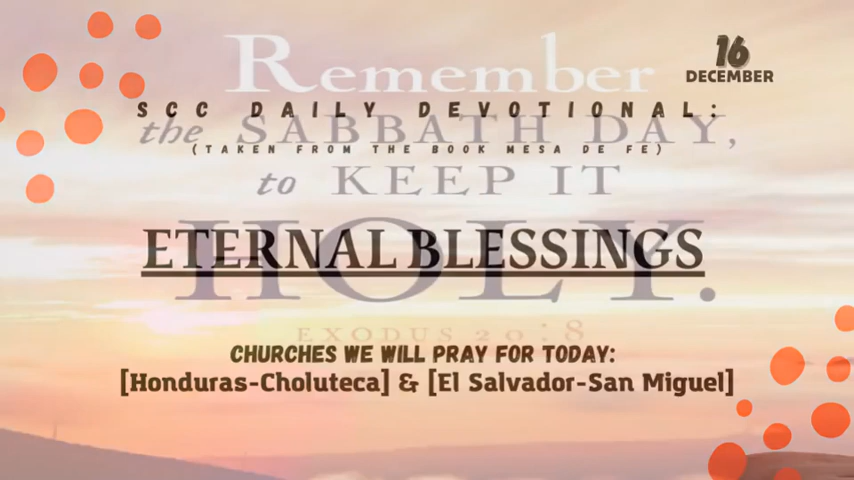 Remember
16
DECEMBER
SCC DAILY DEVOTIONAL:
the SABBATH DAY,
(TAKEN FROM THE BOOK MESA DE FE)
to KEEP IT
ETERNAL BLESSINGS
HOLY.
EXODUS 20:8
CHURCHES WE WILL PRAY FOR TODAY:
[Honduras-Choluteca] & [El Salvador-San Miguel]